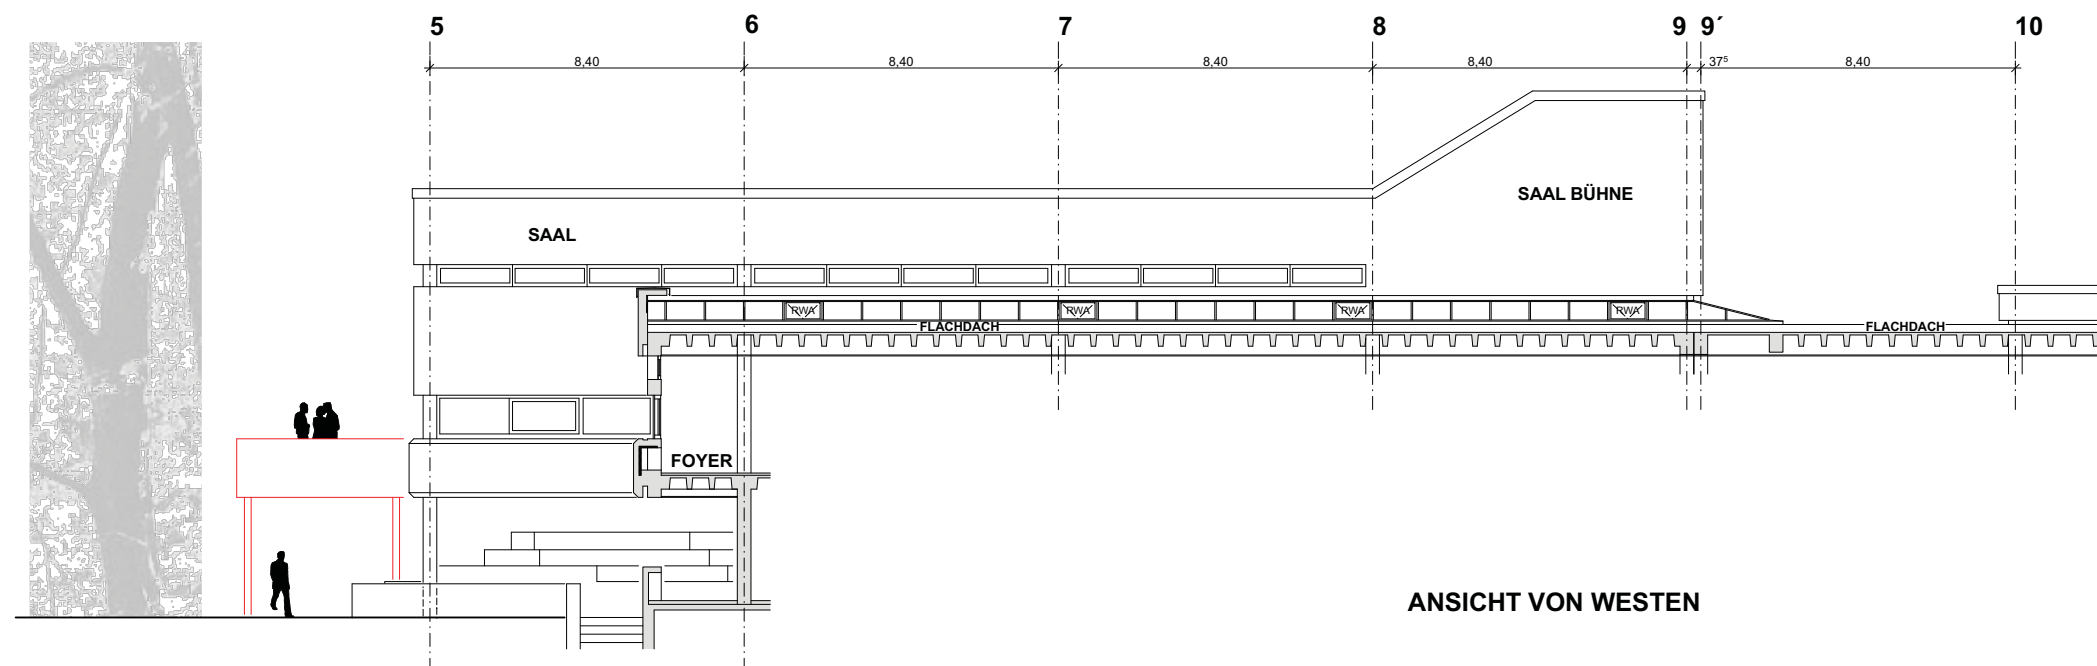 5 6 7 8 9 9´ 10
8,40 8,40 8,40 8,40 37⁵ 8,40
SAAL BÜHNE
SAAL
RWA RWA RWA RWA
FLACHDACH FLACHDACH
FOYER
ANSICHT VON WESTEN